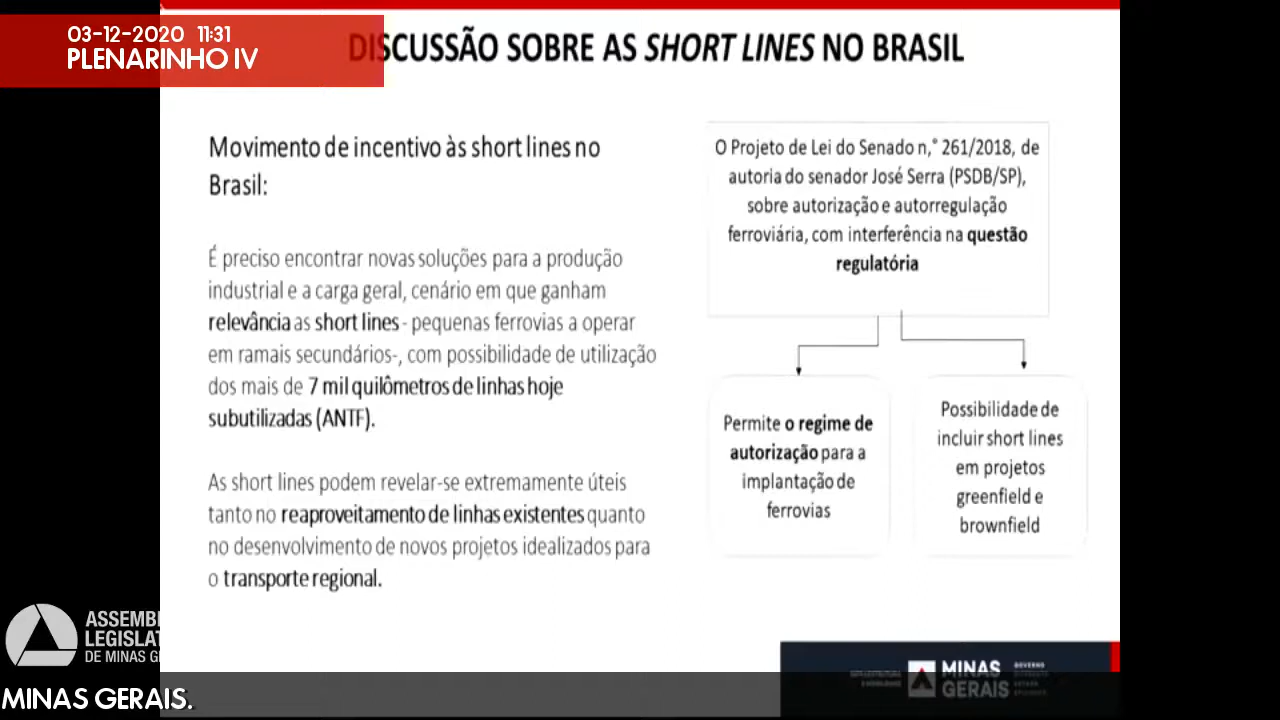 03-12-2020 11:31
PLENARINHO IV
DISCUSSÃO SOBRE AS SHORT LINES NO BRASIL
Movimento de incentivo às short lines no
Brasil:
É preciso encontrar novas soluções para a produção
industrial e a carga geral, cenário em que ganham
relevância as short lines - pequenas ferrovias a operar
em ramais secundários-, com possibilidade de utilização
dos mais de 7 mil quilômetros de linhas hoje
subutilizadas (ANTF).
As short lines podem revelar-se extremamente úteis
tanto no reaproveitamento de linhas existentes quanto
no desenvolvimento de novos projetos idealizados para
o transporte regional.
O Projeto de Lei do Senado n,° 261/2018, de
autoria do senador José Serra (PSDB/SP),
sobre autorização e autorregulação
ferroviária, com interferência na questão
regulatória
Permite o regime de
autorização para a
implantação de
ferrovias
Possibilidade de
incluir short lines
em projetos
greenfield e
brownfield
ASSEMBL
LEGISLAT
DE MINAS GE
MINAS
GERAIS
MINAS GERAIS.